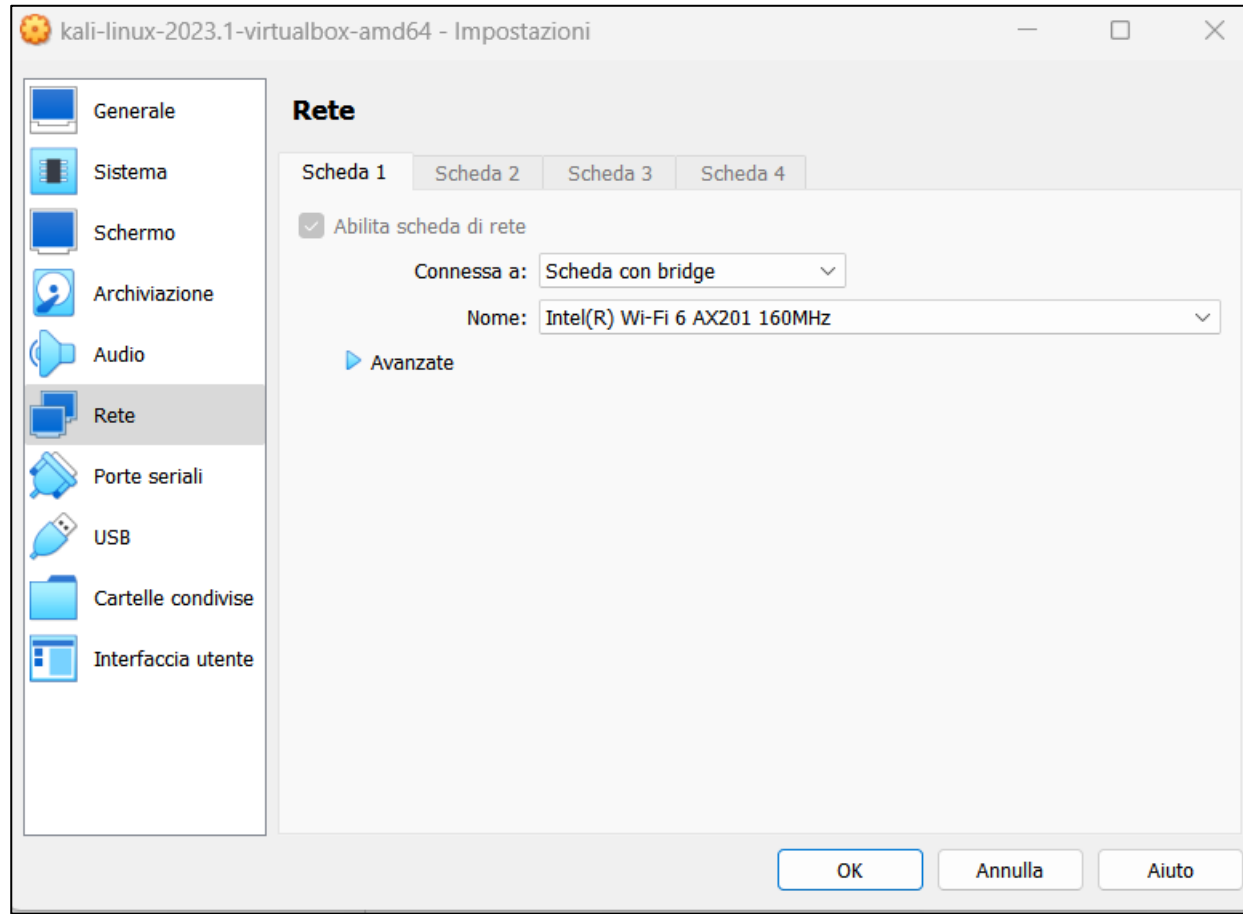 kali-linux-2023.1-virtualbox-amd64 - Impostazioni
Generale
Sistema
Schermo
Archiviazione
Audio
Rete
Porte seriali
USB
Cartelle condivise
Interfaccia utente
Rete
Scheda 1 Scheda 2 Scheda 3 Scheda 4
Abilita scheda di rete
Connessa a: Scheda con bridge
Nome: Intel(R) Wi-Fi 6 AX201 160MHz
Avanzate
OK Annulla Aiuto